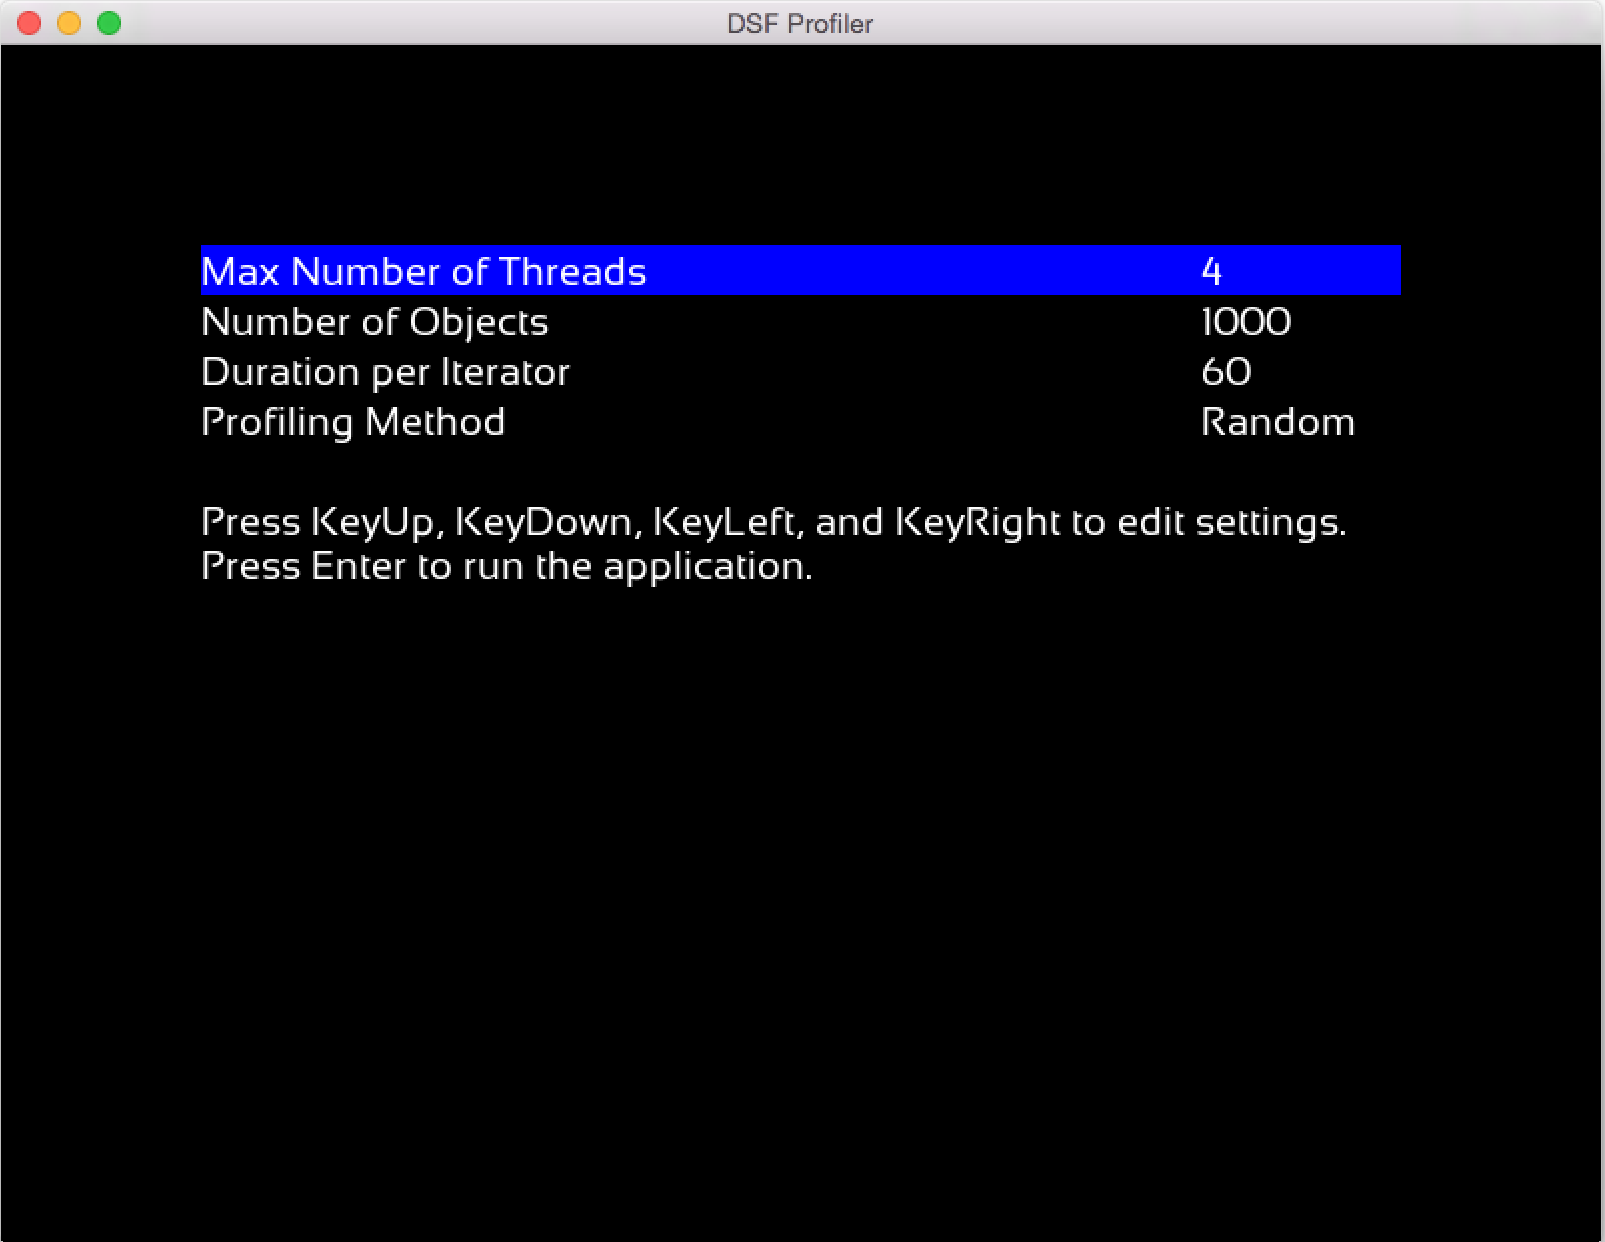 DSF Profiler
Max Number of Threads 4
Number of Objects 1000
Duration per Iterator 60
Profiling Method Random
Press KeyUp, KeyDown, KeyLeft, and KeyRight to edit settings.
Press Enter to run the application.